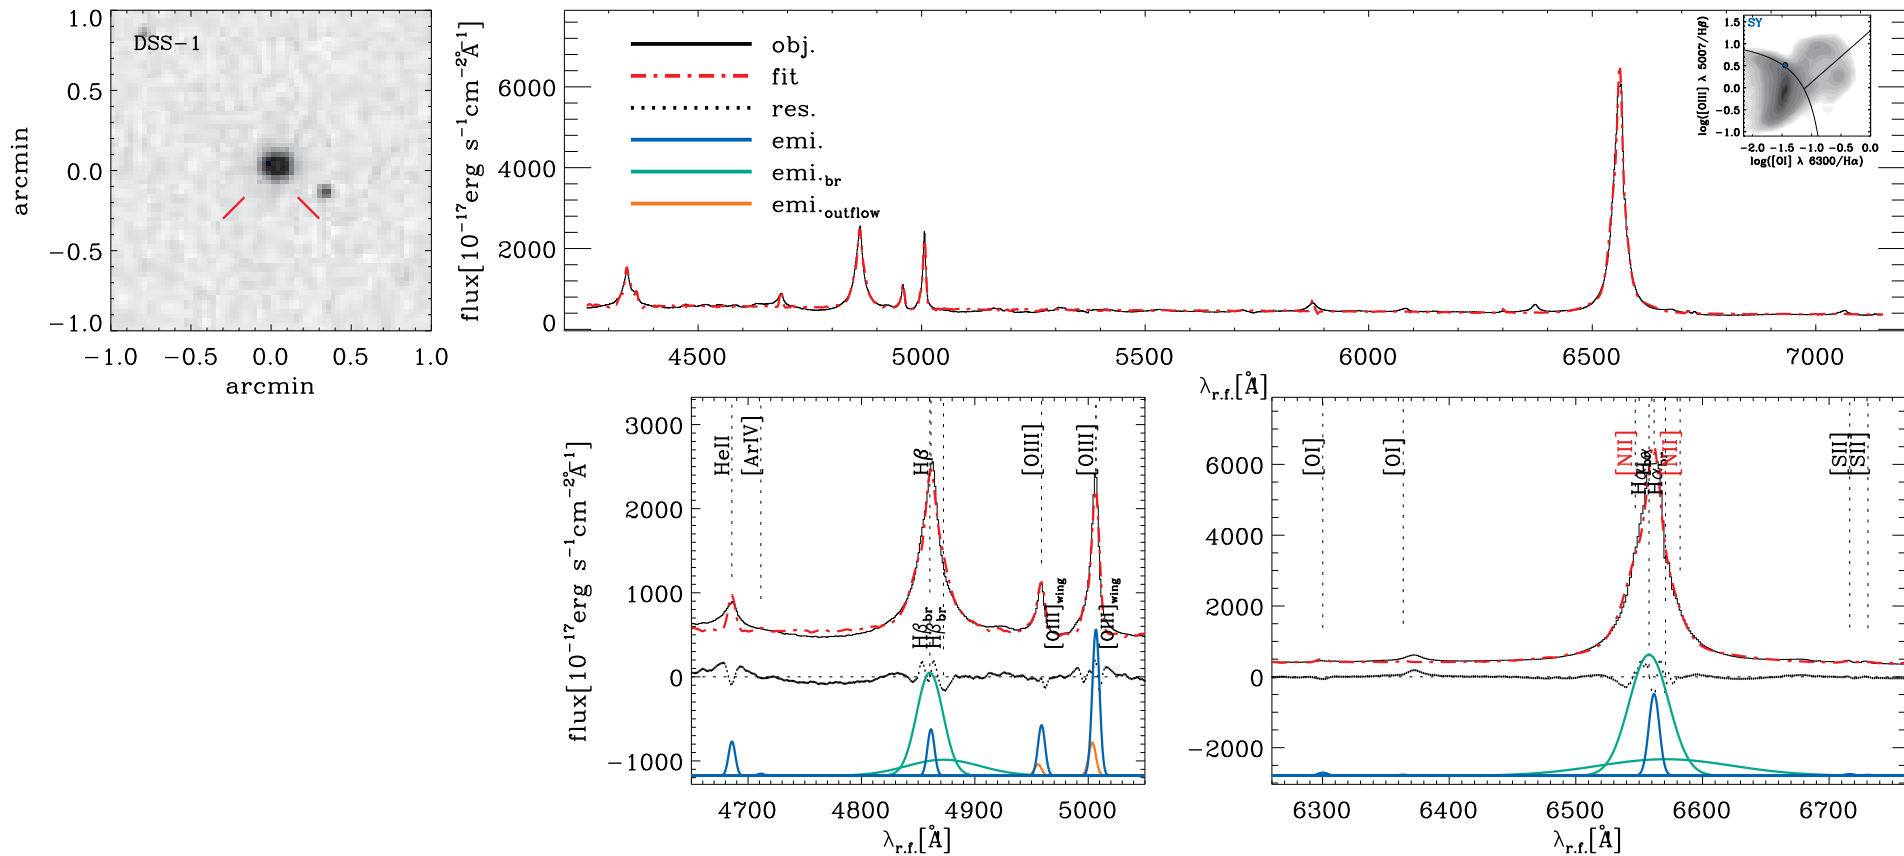 DSS-1
1.0
0.5
0.0
−0.5
−1.0
arcmin
−1.0 −0.5 0.0 0.5 1.0
arcmin
flux[10⁻¹⁷erg s⁻¹cm⁻²Å⁻¹]
6000
4000
2000
0
obj.
fit
res.
emi.
emi.br
emi.outflow
4500 5000 5500 6000 6500 7000
λr.f.[Å]
SY
log([OIII] λ 5007/Hβ)
1.5
1.0
0.5
0.0
−0.5
−1.0
−2.0 −1.5 −1.0 −0.5 0.0
log([OI] λ 6300/Hα)
flux[10⁻¹⁷erg s⁻¹cm⁻²Å⁻¹]
3000
2000
1000
0
−1000
HeII
[ArIV]
Hβ
[OIII]
[OIII]
Hβbr
Hβbr
[OIII]wing
[OIII]wing
4700 4800 4900 5000
λr.f.[Å]
6000
4000
2000
0
−2000
[OI]
[OI]
[NII]
Hαbr
Hα
Hαbr
[NII]
[SII]
[SII]
6300 6400 6500 6600 6700
λr.f.[Å]